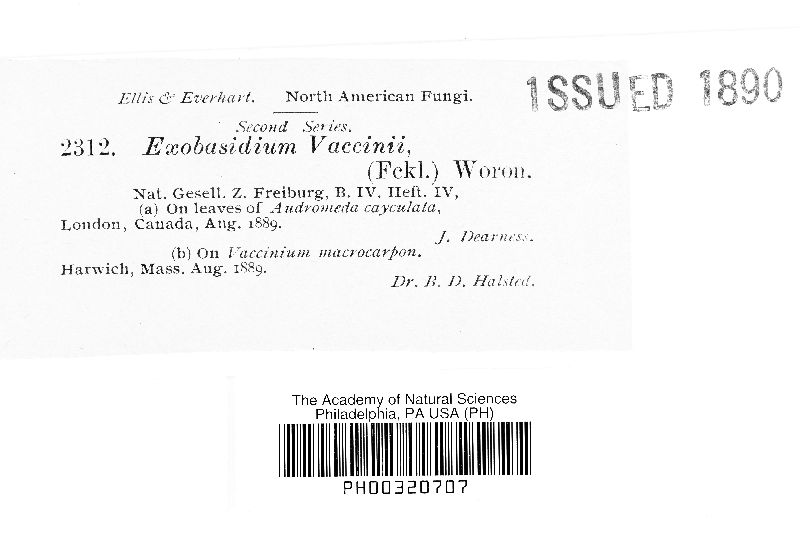 Ellis & Everhart. North American Fungi.
ISSUED 1890
Second Series.
2312. Exobasidium Vaccinii,
(Fckl.) Woron.
Nat. Gesell. Z. Freiburg, B. IV. Heft. IV,
(a) On leaves of Audromeda cayculata,
London, Canada, Aug. 1889.
J. Dearness.
(b) On Vaccinium macrocarpon.
Harwich, Mass. Aug. 1889.
Dr. B. D. Halsted.
The Academy of Natural Sciences
Philadelphia, PA USA (PH)
PH00320707